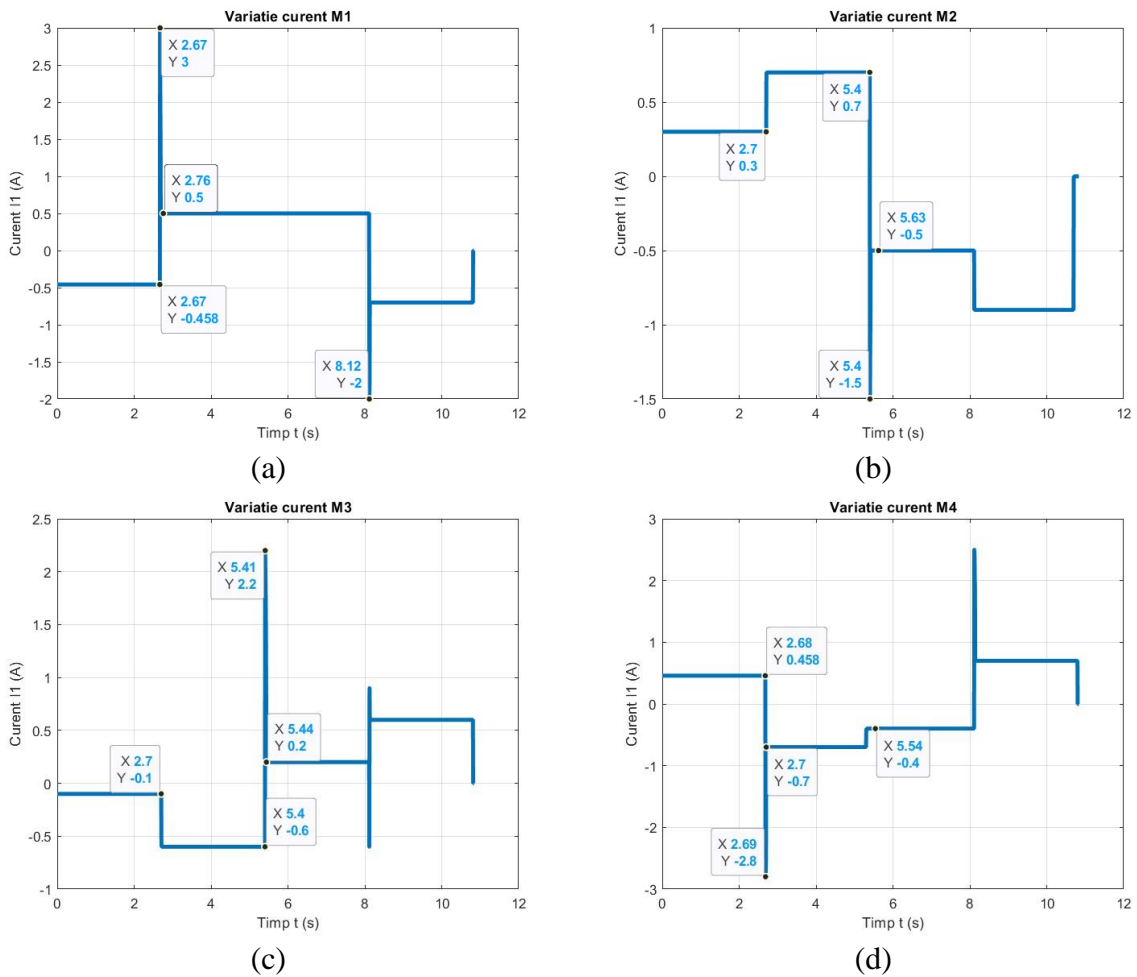 Variatie curent M1
3
2.5
2
1.5
1
0.5
0
-0.5
-1
-1.5
-2
Curent I1 (A)
X 2.67
Y 3
X 2.76
Y 0.5
X 2.67
Y -0.458
X 8.12
Y -2
0 2 4 6 8 10 12
Timp t (s)
(a)
Variatie curent M2
1
0.5
0
-0.5
-1
-1.5
Curent I1 (A)
X 5.4
Y 0.7
X 2.7
Y 0.3
X 5.63
Y -0.5
X 5.4
Y -1.5
0 2 4 6 8 10 12
Timp t (s)
(b)
Variatie curent M3
2.5
2
1.5
1
0.5
0
-0.5
-1
Curent I1 (A)
X 5.41
Y 2.2
X 5.44
Y 0.2
X 2.7
Y -0.1
X 5.4
Y -0.6
0 2 4 6 8 10 12
Timp t (s)
(c)
Variatie curent M4
3
2
1
0
-1
-2
-3
Curent I1 (A)
X 2.68
Y 0.458
X 5.54
Y -0.4
X 2.7
Y -0.7
X 2.69
Y -2.8
0 2 4 6 8 10 12
Timp t (s)
(d)